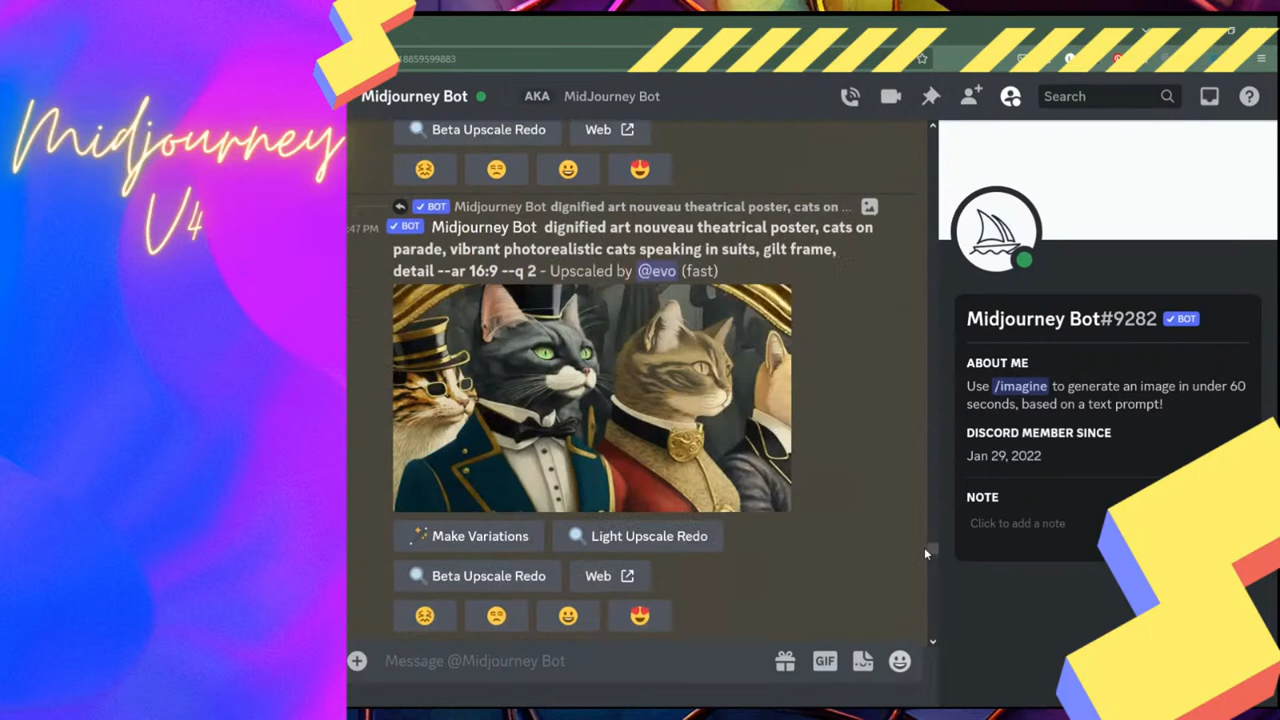 Midjourney
V4
8859599883
Midjourney Bot AKA MidJourney Bot Search
Beta Upscale Redo Web
BOT Midjourney Bot dignified art nouveau theatrical poster, cats on ...
:47 PM BOT Midjourney Bot dignified art nouveau theatrical poster, cats on
parade, vibrant photorealistic cats speaking in suits, gilt frame,
detail --ar 16:9 --q 2 - Upscaled by @evo (fast)
Make Variations Light Upscale Redo
Beta Upscale Redo Web
Message @Midjourney Bot GIF
Midjourney Bot#9282 BOT
ABOUT ME
Use /imagine to generate an image in under 60
seconds, based on a text prompt!
DISCORD MEMBER SINCE
Jan 29, 2022
NOTE
Click to add a note